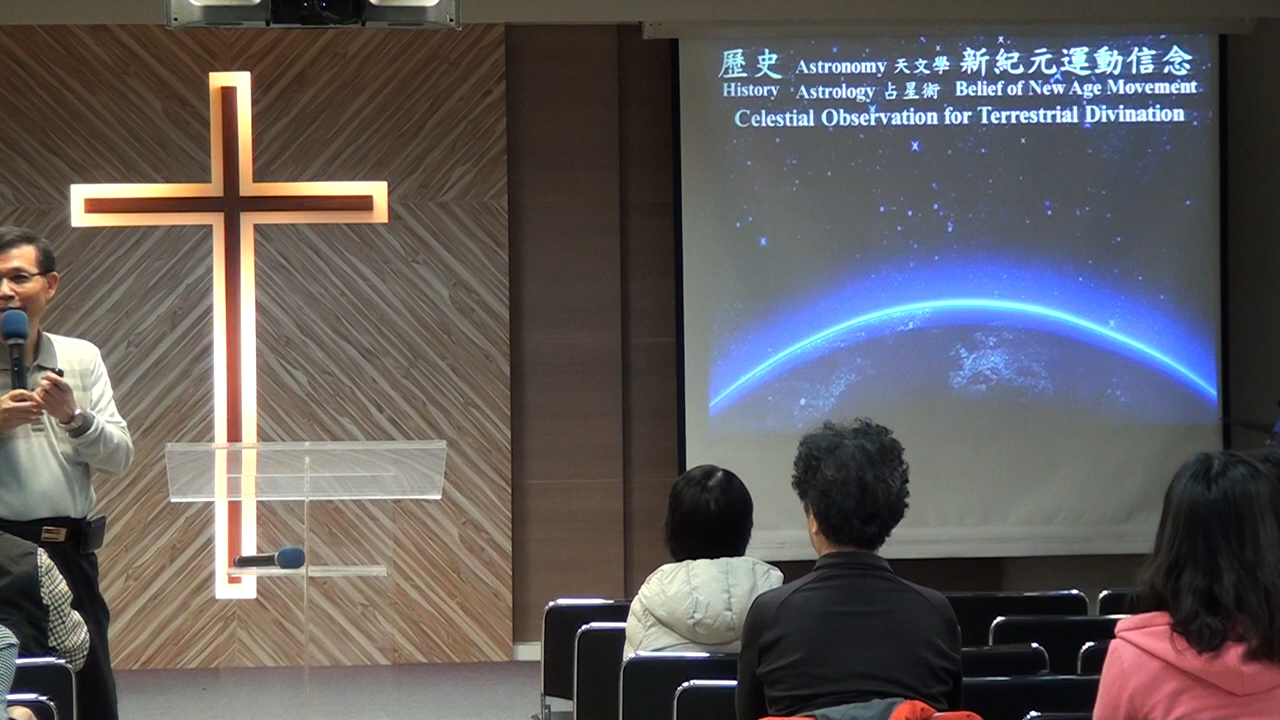 歷史 Astronomy 天文學 新紀元運動信念
History Astrology 占星術 Belief of New Age Movement
Celestial Observation for Terrestrial Divination